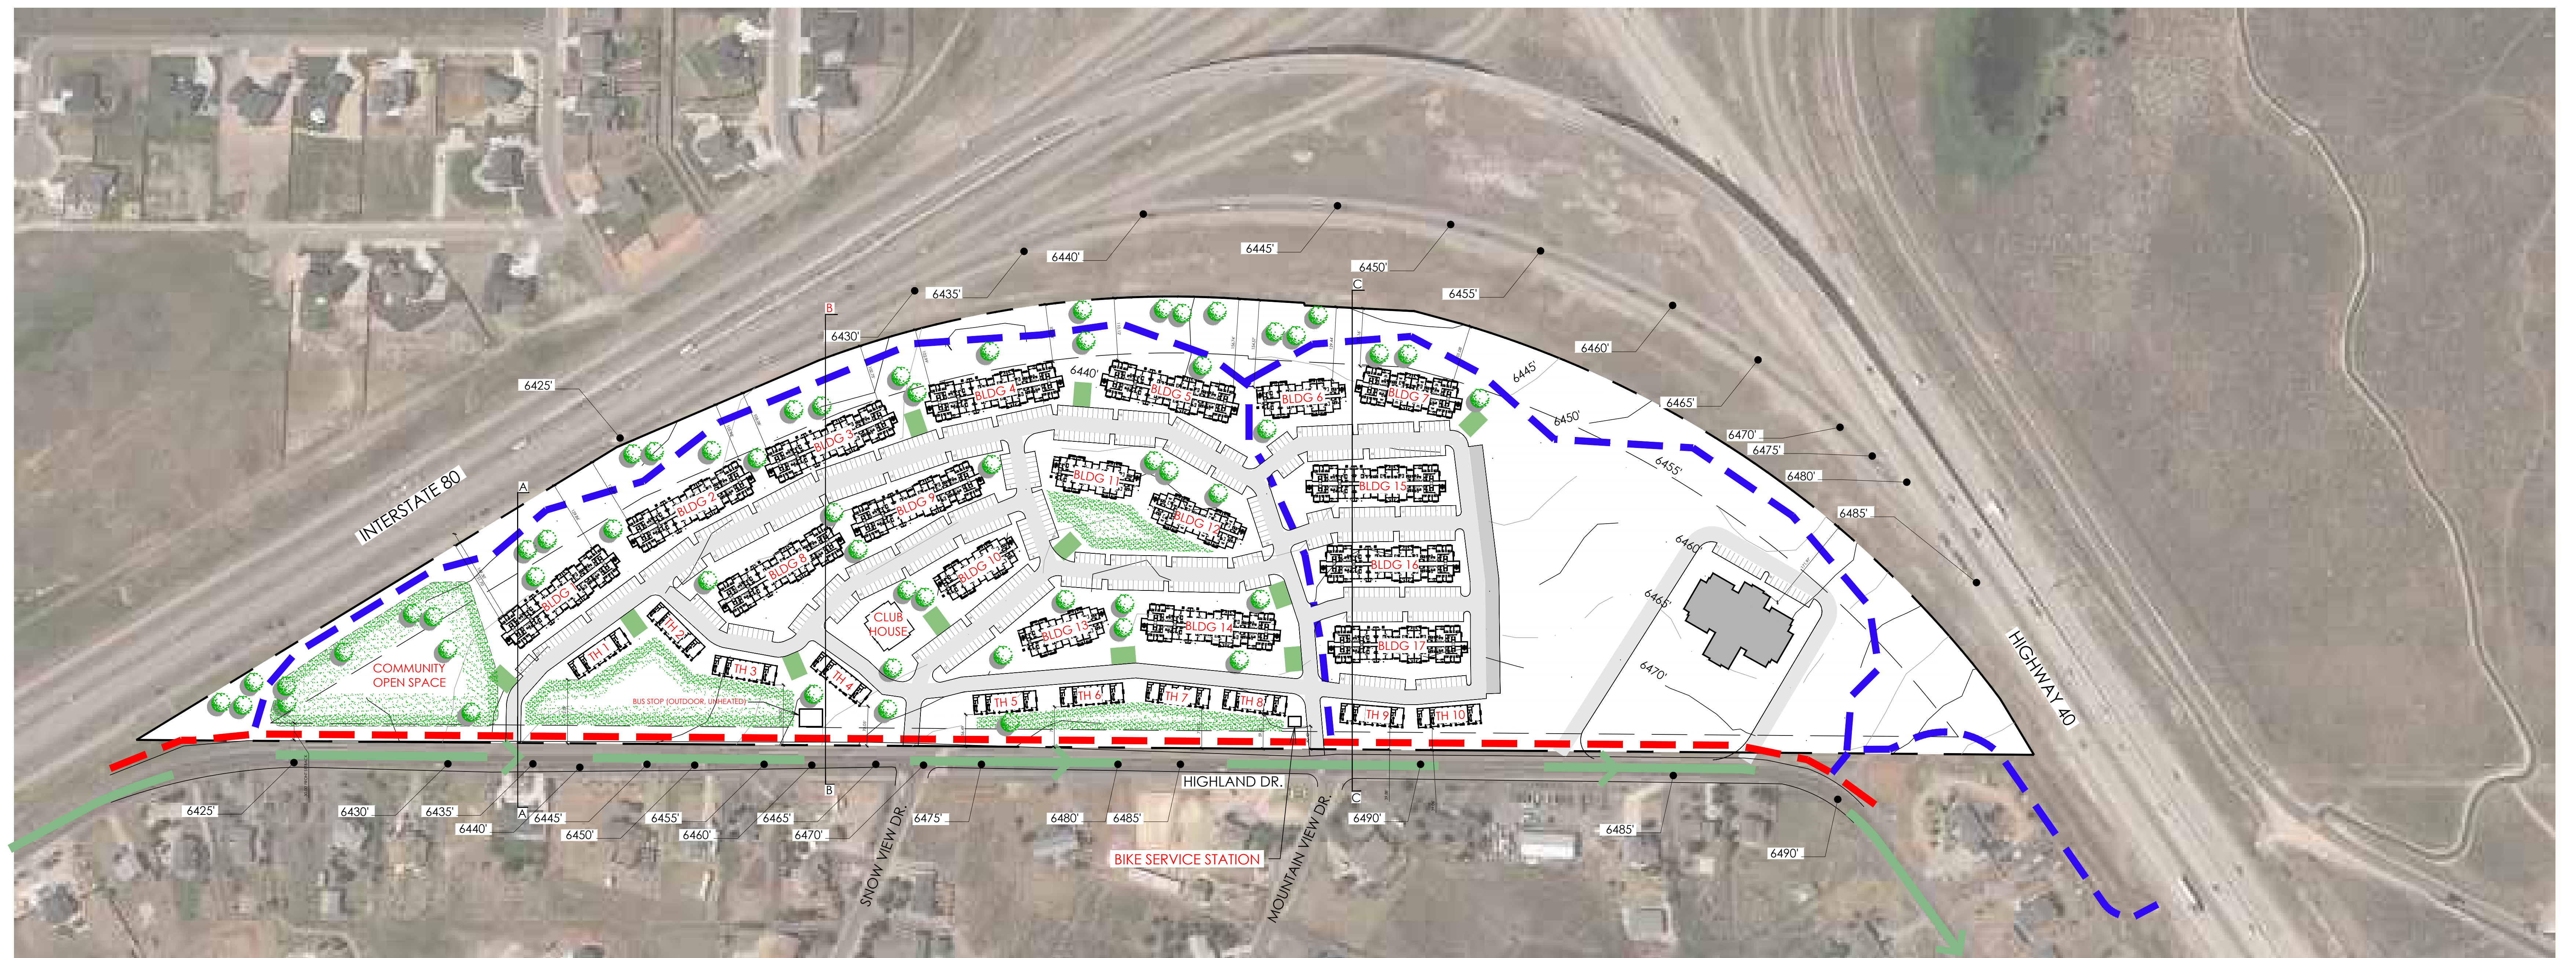 6445'
6440'
6450'
6435'
6455'
B
C
6430'
6460'
6440'
6445'
6425'
BLDG 4
BLDG 5
BLDG 6
BLDG 7
6465'
6450'
6470'
BLDG 3
6475'
6455'
INTERSTATE 80
A
BLDG 2
BLDG 9
BLDG 11
BLDG 15
6480'
BLDG 12
6485'
6460'
BLDG 8
BLDG 10
BLDG 16
BLDG
6465'
CLUB
HOUSE
BLDG 13
BLDG 14
BLDG 17
TH 2
TH 1
COMMUNITY
OPEN SPACE
TH 3
TH 4
6470'
HIGHWAY 40
BUS STOP (OUTDOOR, UNHEATED)
TH 5
TH 6
TH 7
TH 8
TH 9
TH 10
HIGHLAND DR.
B
C
A
6425'
6430'
6435'
6440'
6445'
6450'
6455'
6460'
6465'
6470'
6475'
6480'
6485'
6490'
6485'
6490'
SNOW VIEW DR.
MOUNTAIN VIEW DR.
BIKE SERVICE STATION